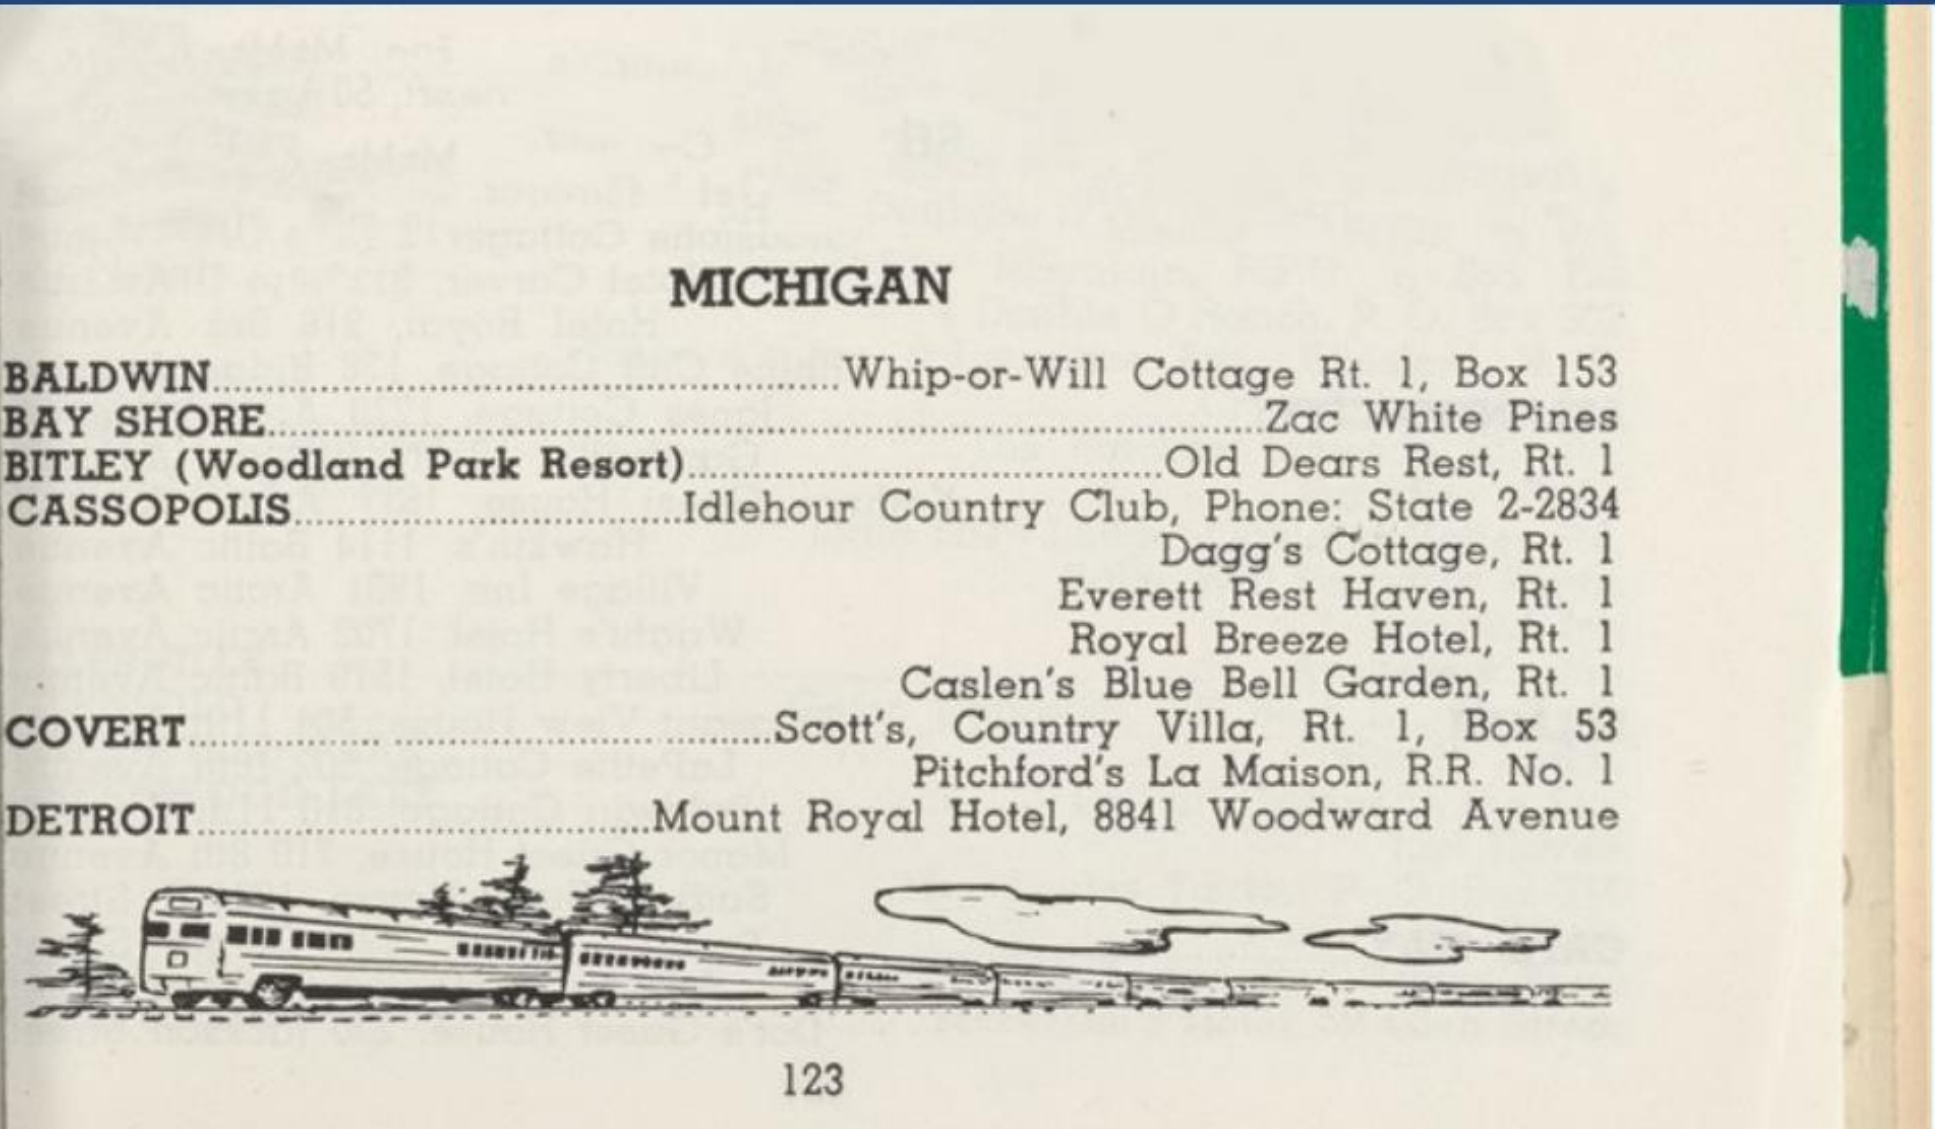 MICHIGAN
BALDWIN..........Whip-or-Will Cottage Rt. 1, Box 153
BAY SHORE..........Zac White Pines
BITLEY (Woodland Park Resort)..........Old Dears Rest, Rt. 1
CASSOPOLIS..........Idlehour Country Club, Phone: State 2-2834
Dagg's Cottage, Rt. 1
Everett Rest Haven, Rt. 1
Royal Breeze Hotel, Rt. 1
Caslen's Blue Bell Garden, Rt. 1
COVERT..........Scott's, Country Villa, Rt. 1, Box 53
Pitchford's La Maison, R.R. No. 1
DETROIT..........Mount Royal Hotel, 8841 Woodward Avenue
123